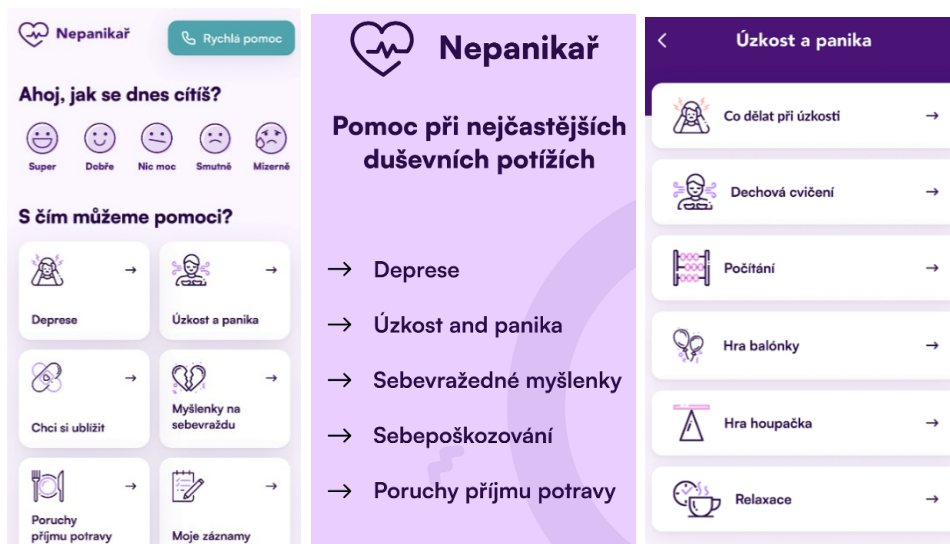 Nepanikař
Rychlá pomoc
Ahoj, jak se dnes cítíš?
Super
Dobře
Nic moc
Smutně
Mizerně
S čím můžeme pomoci?
Deprese
Úzkost a panika
Chci si ublížit
Myšlenky na
sebevraždu
Poruchy
příjmu potravy
Moje záznamy
Nepanikař
Pomoc při nejčastějších
duševních potížích
Deprese
Úzkost and panika
Sebevražedné myšlenky
Sebepoškozování
Poruchy příjmu potravy
Úzkost a panika
Co dělat při úzkosti
Dechová cvičení
Počítání
Hra balónky
Hra houpačka
Relaxace